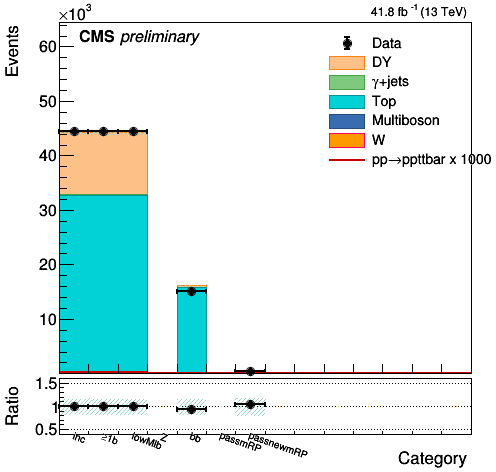 ×10³ 41.8 fb⁻¹ (13 TeV)
CMS preliminary
Events
60
50
40
30
20
10
Data
DY
γ+jets
Top
Multiboson
W
pp→ppttbar x 1000
Ratio
1.5
1
0.5
inc ≥1b lowMlb Z bb passmRP passnewmRP
Category